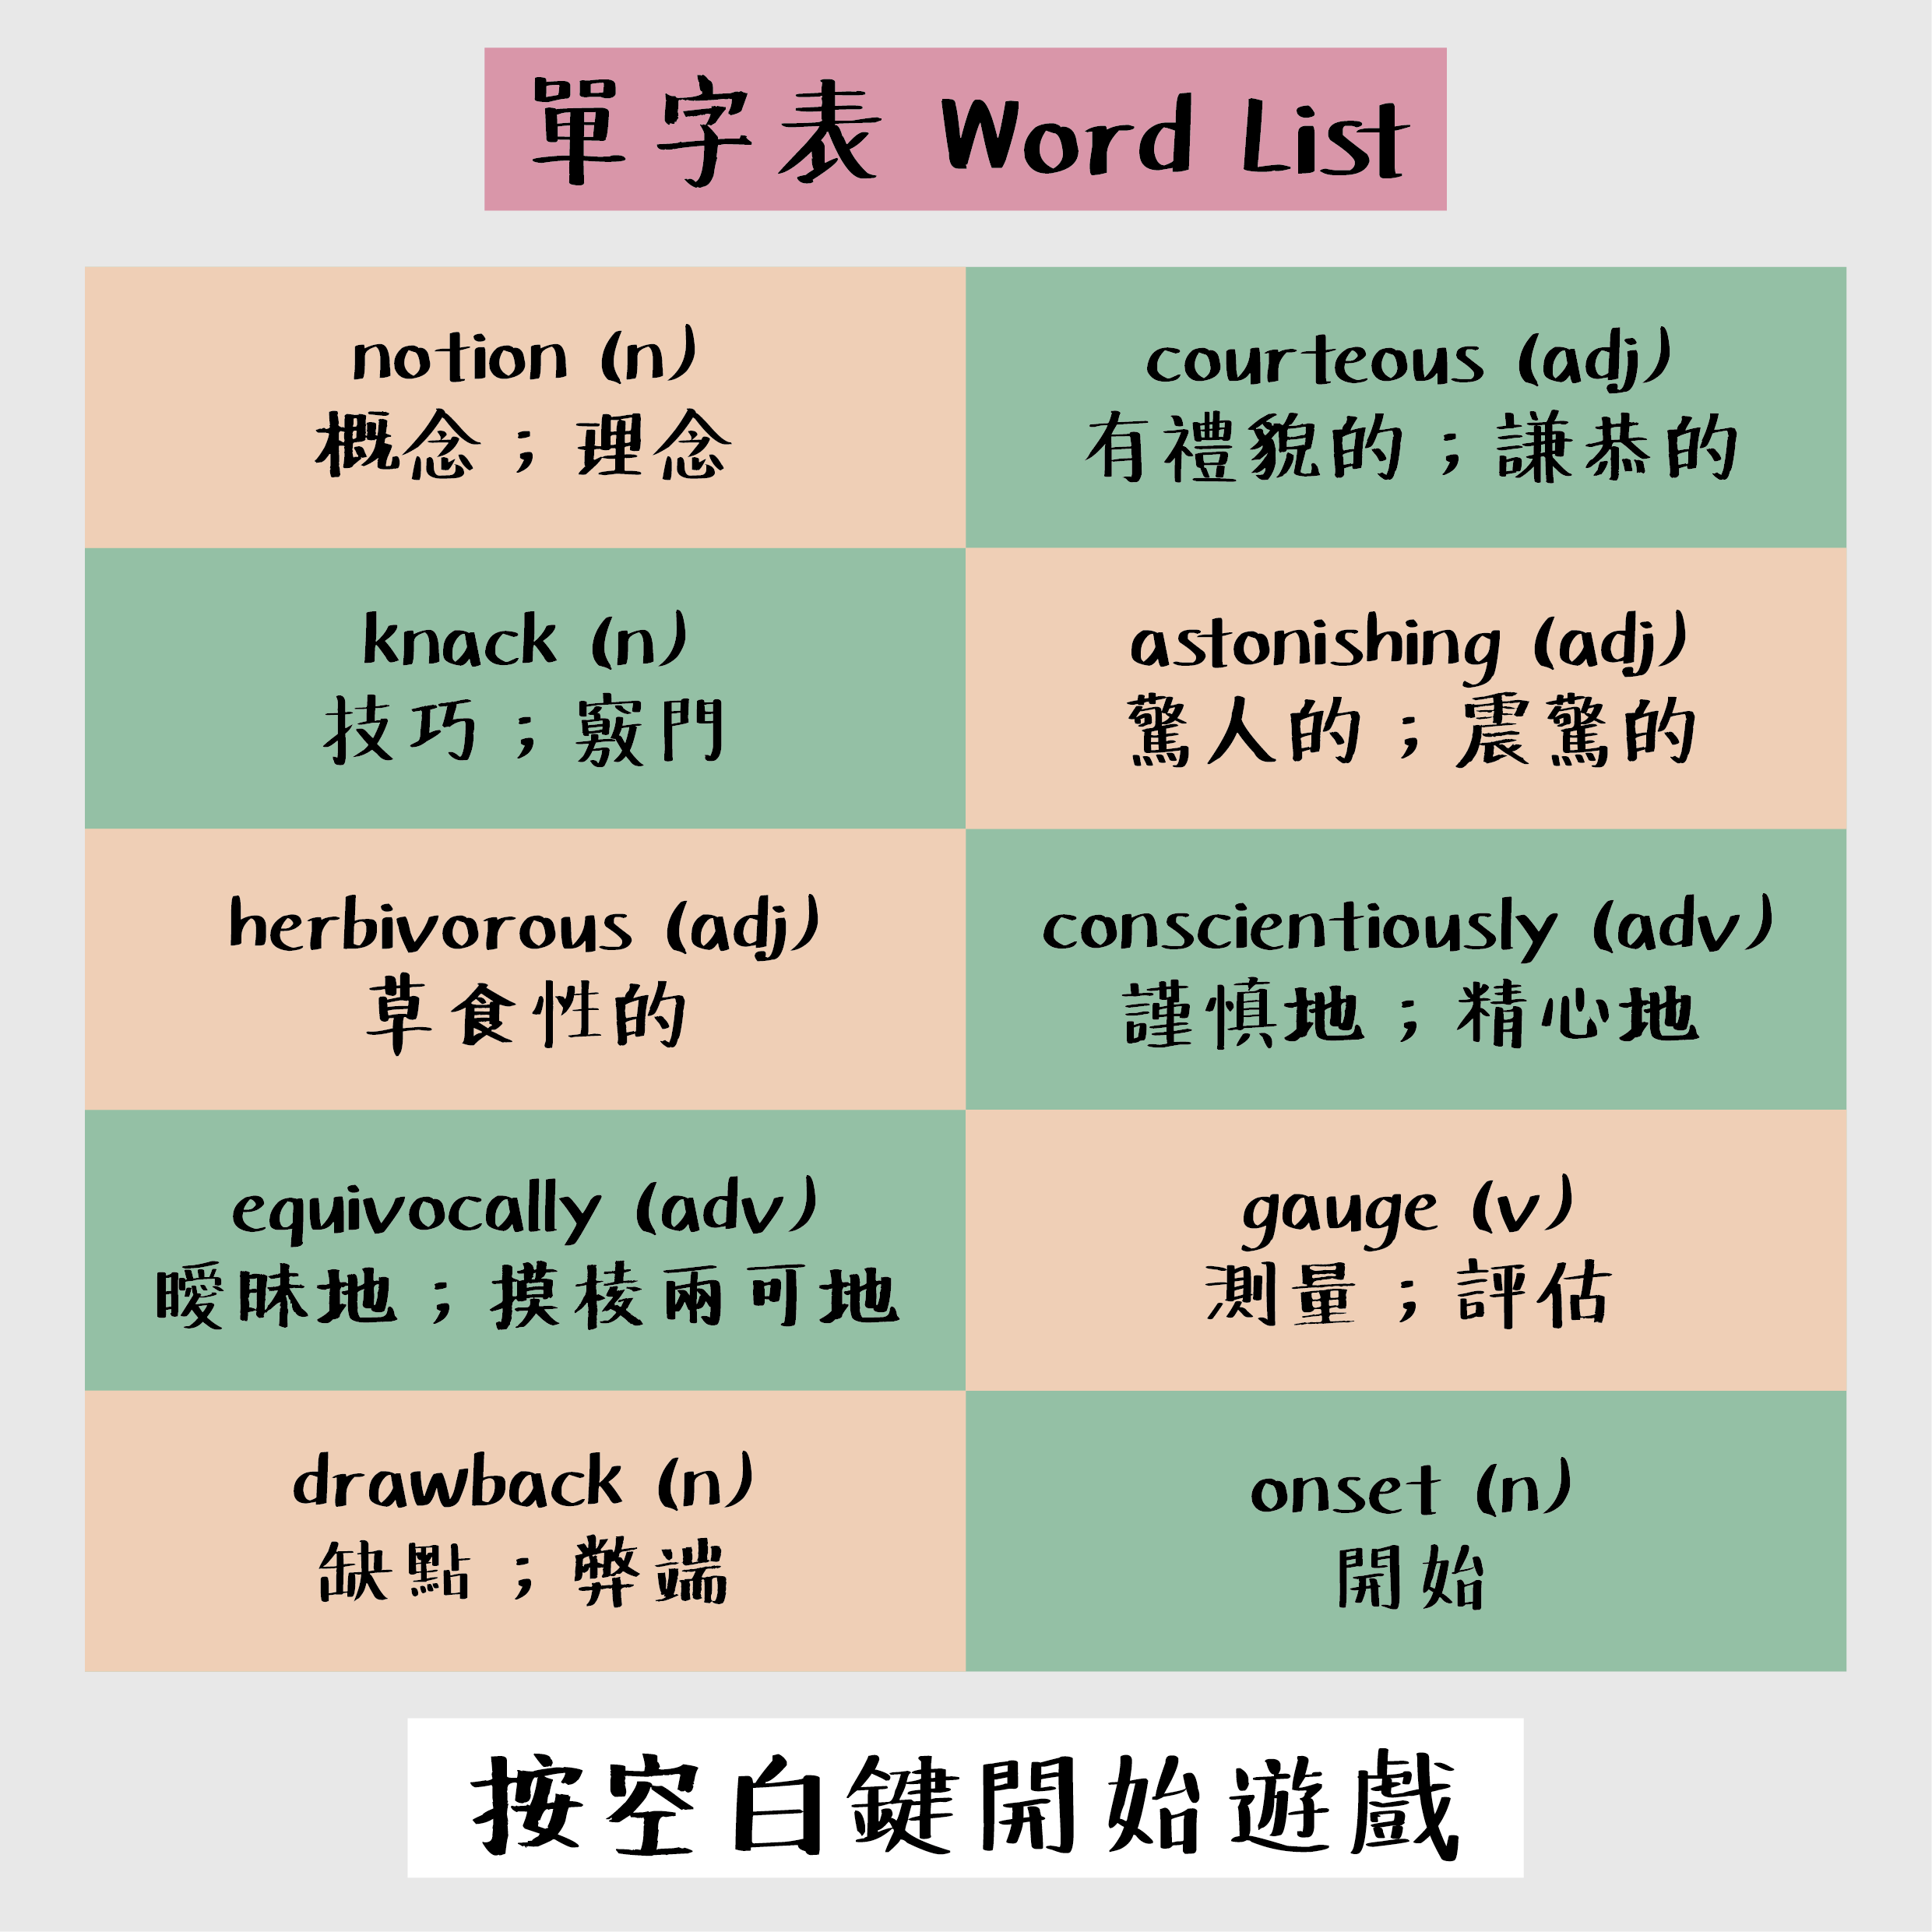 單字表 Word List
notion (n)
概念；理念
courteous (adj)
有禮貌的；謙恭的
knack (n)
技巧；竅門
astonishing (adj)
驚人的；震驚的
herbivorous (adj)
草食性的
conscientiously (adv)
謹慎地；精心地
equivocally (adv)
曖昧地；摸棱兩可地
gauge (v)
測量；評估
drawback (n)
缺點；弊端
onset (n)
開始
按空白鍵開始遊戲